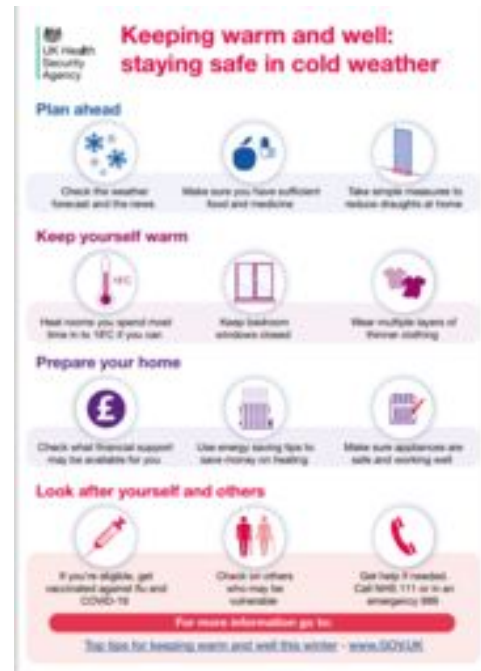 UK Health
Security
Agency
Keeping warm and well:
staying safe in cold weather
Plan ahead
Check the weather
forecast and the news
Make sure you have sufficient
food and medicine
Take simple measures to
reduce draughts at home
Keep yourself warm
18°C
Heat rooms you spend most
time in to 18°C if you can
Keep bedroom
windows closed
Wear multiple layers of
thinner clothing
Prepare your home
£
Check what financial support
may be available for you
Use energy saving tips to
save money on heating
Make sure appliances are
safe and working well
Look after yourself and others
If you're eligible, get
vaccinated against flu and
COVID-19
Check on others
who may be
vulnerable
Get help if needed.
Call NHS 111 or in an
emergency 999
For more information go to:
Top tips for keeping warm and well this winter - www.GOV.UK